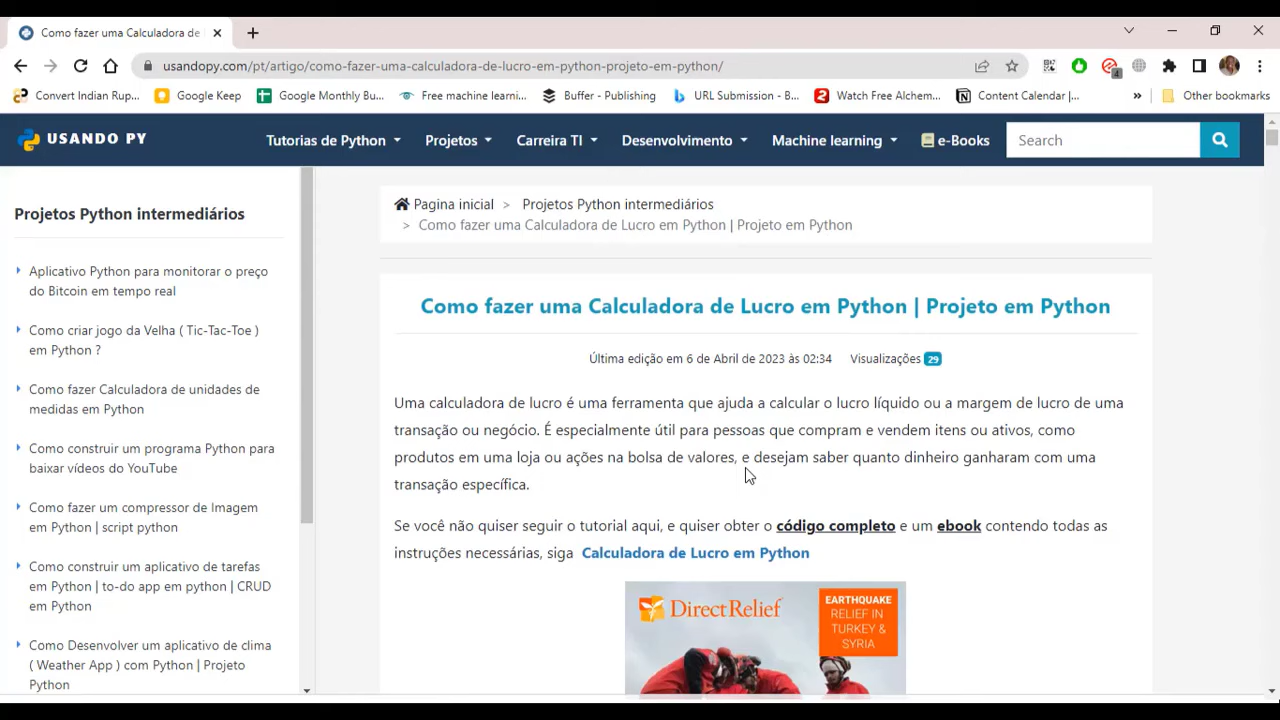 Como fazer uma Calculadora de
usandopy.com/pt/artigo/como-fazer-uma-calculadora-de-lucro-em-python-projeto-em-python/
4
Convert Indian Rup...
Google Keep
Google Monthly Bu...
Free machine learni...
Buffer - Publishing
URL Submission - B...
Watch Free Alchem...
Content Calendar |...
»
Other bookmarks
USANDO PY
Tutorias de Python
Projetos
Carreira TI
Desenvolvimento
Machine learning
e-Books
Search
Projetos Python intermediários
Aplicativo Python para monitorar o preço
do Bitcoin em tempo real
Como criar jogo da Velha ( Tic-Tac-Toe )
em Python ?
Como fazer Calculadora de unidades de
medidas em Python
Como construir um programa Python para
baixar vídeos do YouTube
Como fazer um compressor de Imagem
em Python | script python
Como construir um aplicativo de tarefas
em Python | to-do app em python | CRUD
em Python
Como Desenvolver um aplicativo de clima
( Weather App ) com Python | Projeto
Python
Pagina inicial > Projetos Python intermediários
> Como fazer uma Calculadora de Lucro em Python | Projeto em Python
Como fazer uma Calculadora de Lucro em Python | Projeto em Python
Última edição em 6 de Abril de 2023 às 02:34 Visualizações 29
Uma calculadora de lucro é uma ferramenta que ajuda a calcular o lucro líquido ou a margem de lucro de uma
transação ou negócio. É especialmente útil para pessoas que compram e vendem itens ou ativos, como
produtos em uma loja ou ações na bolsa de valores, e desejam saber quanto dinheiro ganharam com uma
transação específica.
Se você não quiser seguir o tutorial aqui, e quiser obter o código completo e um ebook contendo todas as
instruções necessárias, siga Calculadora de Lucro em Python
DirectRelief
EARTHQUAKE
RELIEF IN
TURKEY &
SYRIA